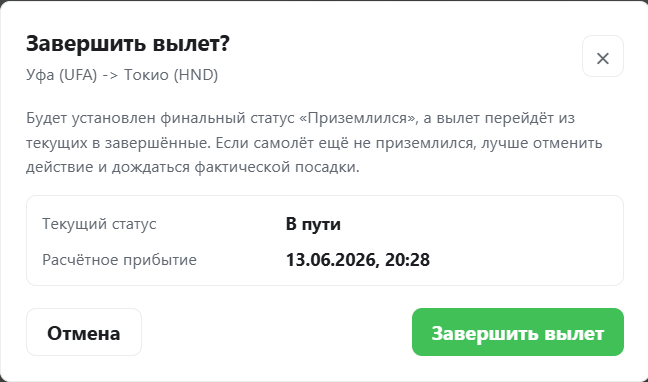 Завершить вылет?
Уфа (UFA) -> Токио (HND)
Будет установлен финальный статус «Приземлился», а вылет перейдёт из
текущих в завершённые. Если самолёт ещё не приземлился, лучше отменить
действие и дождаться фактической посадки.
Текущий статус В пути
Расчётное прибытие 13.06.2026, 20:28
Отмена Завершить вылет